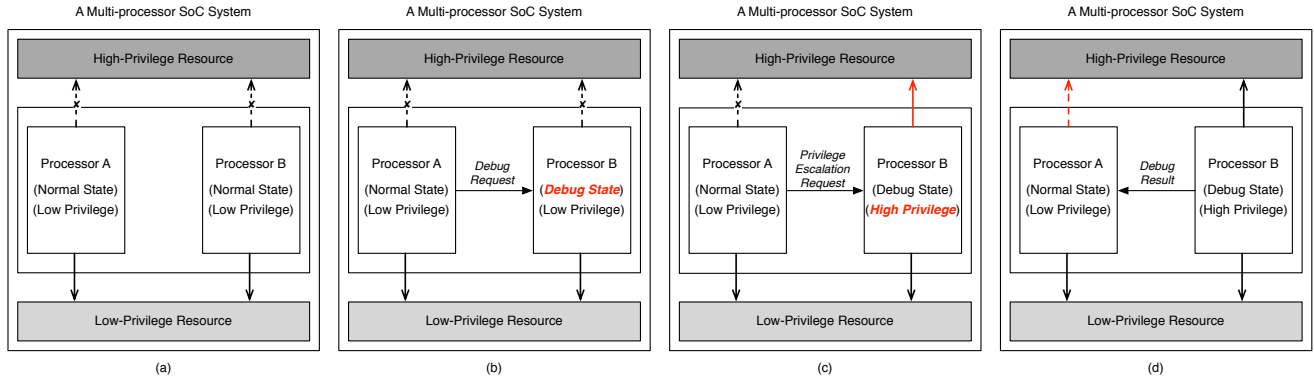 A Multi-processor SoC System
High-Privilege Resource
Processor A
(Normal State)
(Low Privilege)
Processor B
(Normal State)
(Low Privilege)
Low-Privilege Resource
(a)
A Multi-processor SoC System
High-Privilege Resource
Processor A
(Normal State)
(Low Privilege)
Debug
Request
Processor B
(Debug State)
(Low Privilege)
Low-Privilege Resource
(b)
A Multi-processor SoC System
High-Privilege Resource
Processor A
(Normal State)
(Low Privilege)
Privilege
Escalation
Request
Processor B
(Debug State)
(High Privilege)
Low-Privilege Resource
(c)
A Multi-processor SoC System
High-Privilege Resource
Processor A
(Normal State)
(Low Privilege)
Debug
Result
Processor B
(Debug State)
(High Privilege)
Low-Privilege Resource
(d)